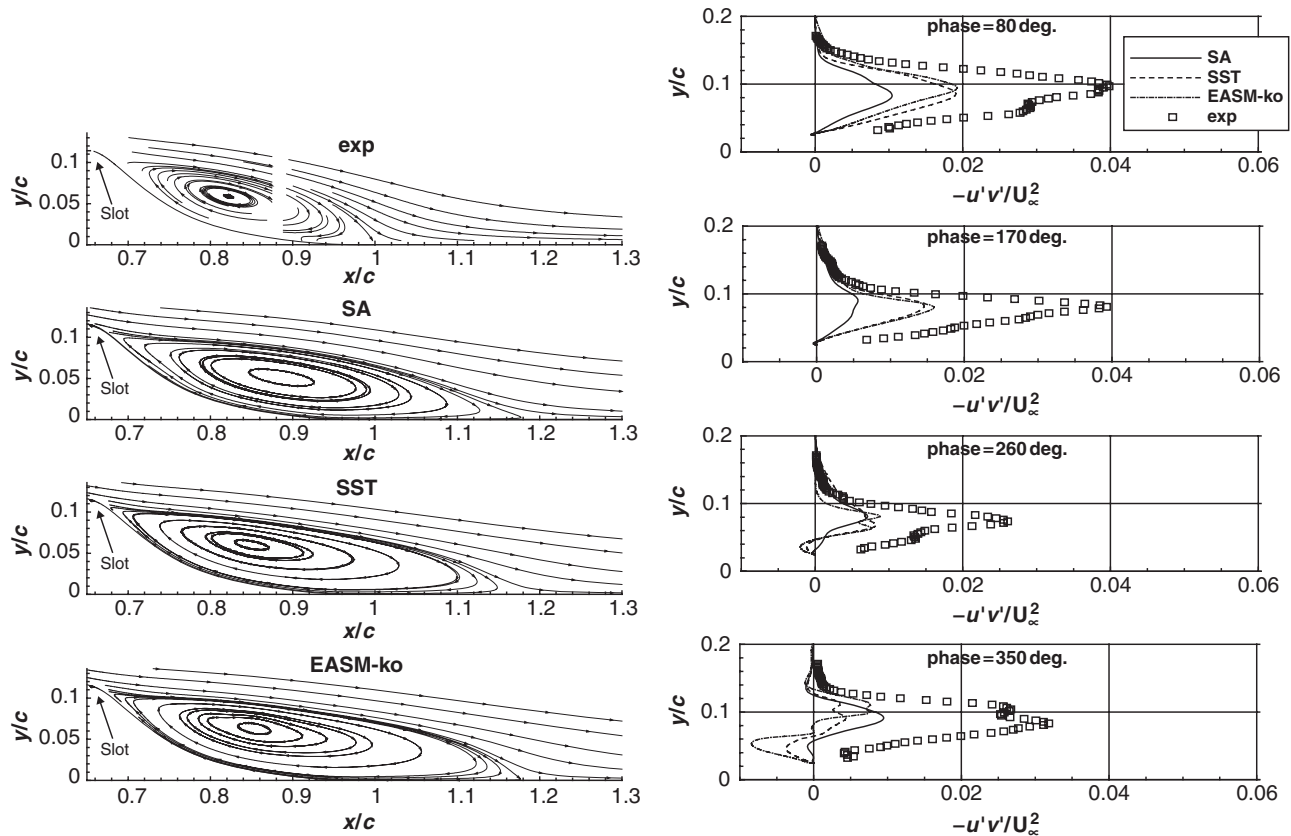 exp
y/c
0.1
0.05
0
Slot
0.7 0.8 0.9 1 1.1 1.2 1.3
x/c
SA
y/c
0.1
0.05
0
Slot
0.7 0.8 0.9 1 1.1 1.2 1.3
x/c
SST
y/c
0.1
0.05
0
Slot
0.7 0.8 0.9 1 1.1 1.2 1.3
x/c
EASM-ko
y/c
0.1
0.05
0
Slot
0.7 0.8 0.9 1 1.1 1.2 1.3
x/c
phase=80 deg.
SA
SST
EASM-ko
exp
y/c
0.2
0.1
0
0 0.02 0.04 0.06
−u'v'/U∞²
phase=170 deg.
y/c
0.2
0.1
0
0 0.02 0.04 0.06
−u'v'/U∞²
phase=260 deg.
y/c
0.2
0.1
0
0 0.02 0.04 0.06
−u'v'/U∞²
phase=350 deg.
y/c
0.2
0.1
0
0 0.02 0.04 0.06
−u'v'/U∞²